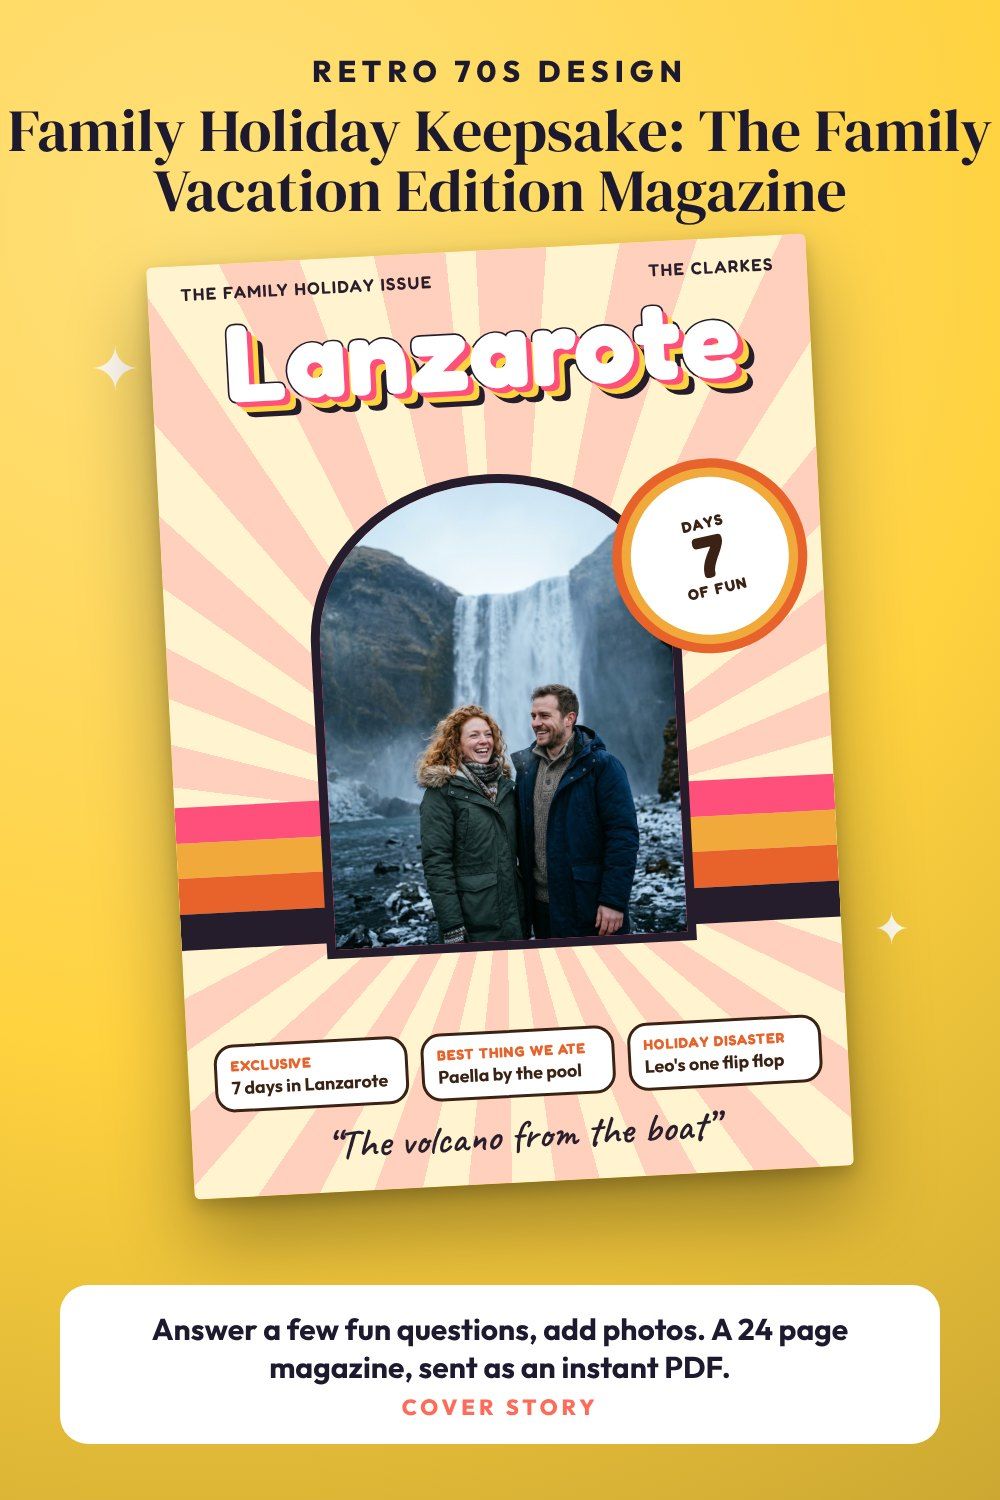 RETRO 70S DESIGN
Family Holiday Keepsake: The Family
Vacation Edition Magazine
THE FAMILY HOLIDAY ISSUE
THE CLARKES
Lanzarote
DAYS
7
OF FUN
EXCLUSIVE
7 days in Lanzarote
BEST THING WE ATE
Paella by the pool
HOLIDAY DISASTER
Leo's one flip flop
“The volcano from the boat”
Answer a few fun questions, add photos. A 24 page
magazine, sent as an instant PDF.
COVER STORY